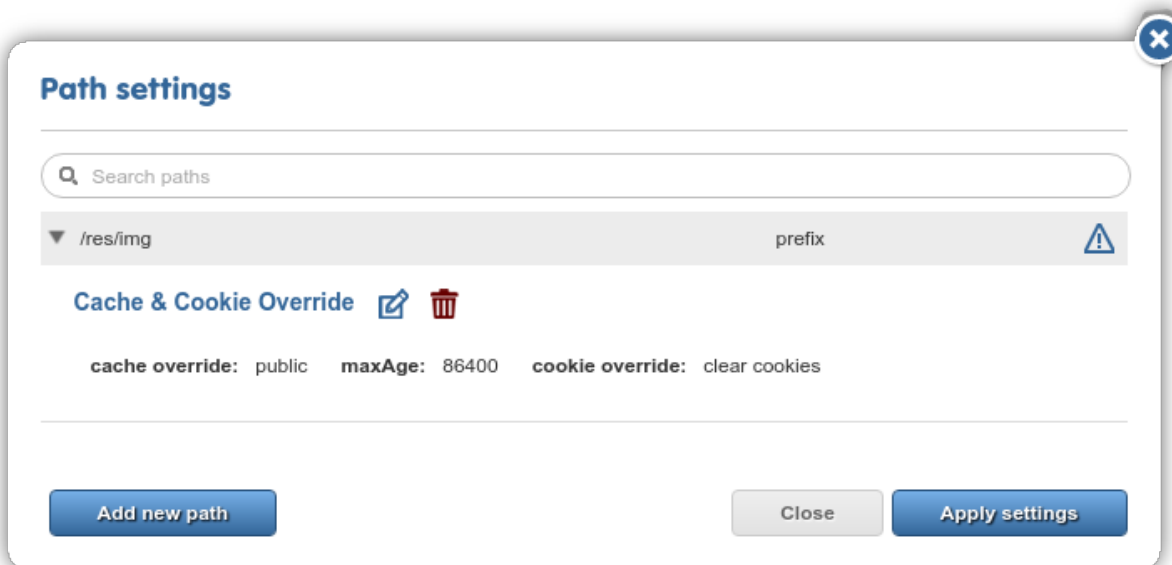 Path settings
Search paths
/res/img prefix
Cache & Cookie Override
cache override: public maxAge: 86400 cookie override: clear cookies
Add new path Close Apply settings